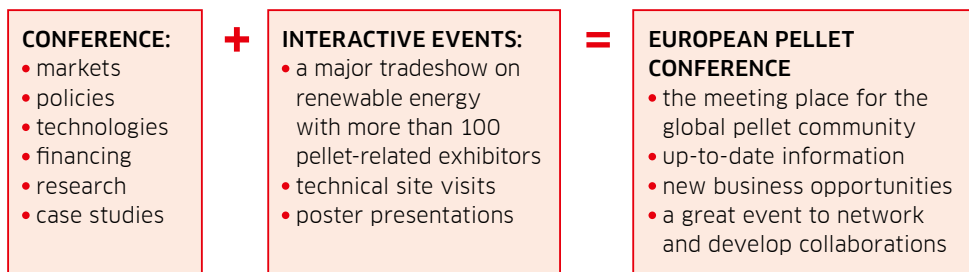 CONFERENCE:
• markets
• policies
• technologies
• financing
• research
• case studies
+
INTERACTIVE EVENTS:
• a major tradeshow on
renewable energy
with more than 100
pellet-related exhibitors
• technical site visits
• poster presentations
=
EUROPEAN PELLET
CONFERENCE
• the meeting place for the
global pellet community
• up-to-date information
• new business opportunities
• a great event to network
and develop collaborations